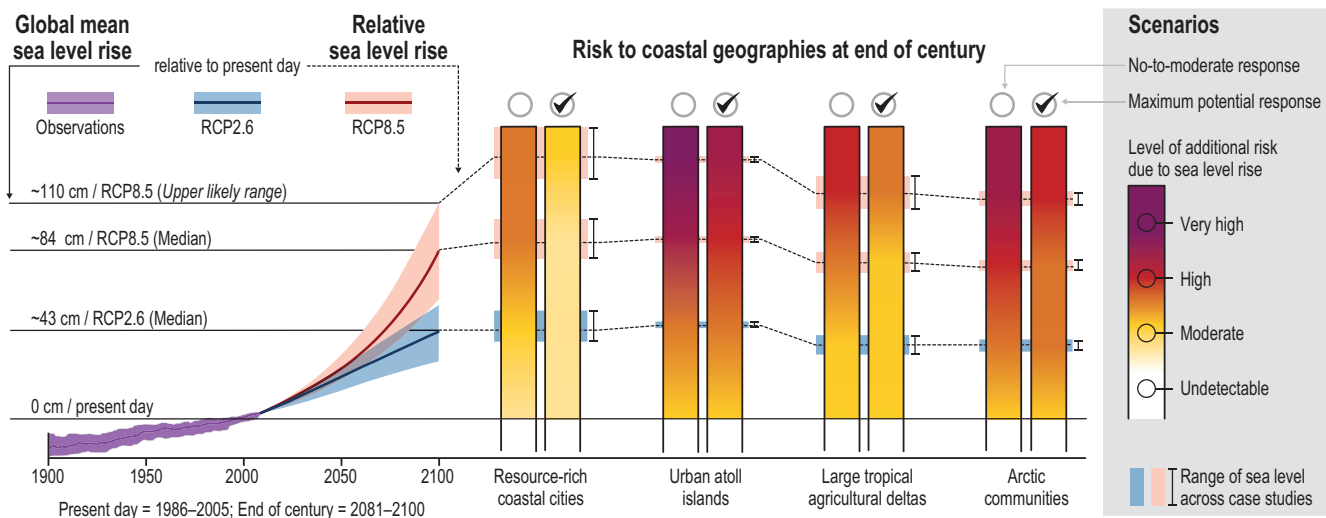 Global mean
sea level rise
Relative
sea level rise
relative to present day
Observations
RCP2.6
RCP8.5
~110 cm / RCP8.5 (Upper likely range)
~84 cm / RCP8.5 (Median)
~43 cm / RCP2.6 (Median)
0 cm / present day
1900 1950 2000 2050 2100
Present day = 1986–2005; End of century = 2081–2100
Risk to coastal geographies at end of century
Resource-rich
coastal cities
Urban atoll
islands
Large tropical
agricultural deltas
Arctic
communities
Scenarios
No-to-moderate response
Maximum potential response
Level of additional risk
due to sea level rise
Very high
High
Moderate
Undetectable
Range of sea level
across case studies